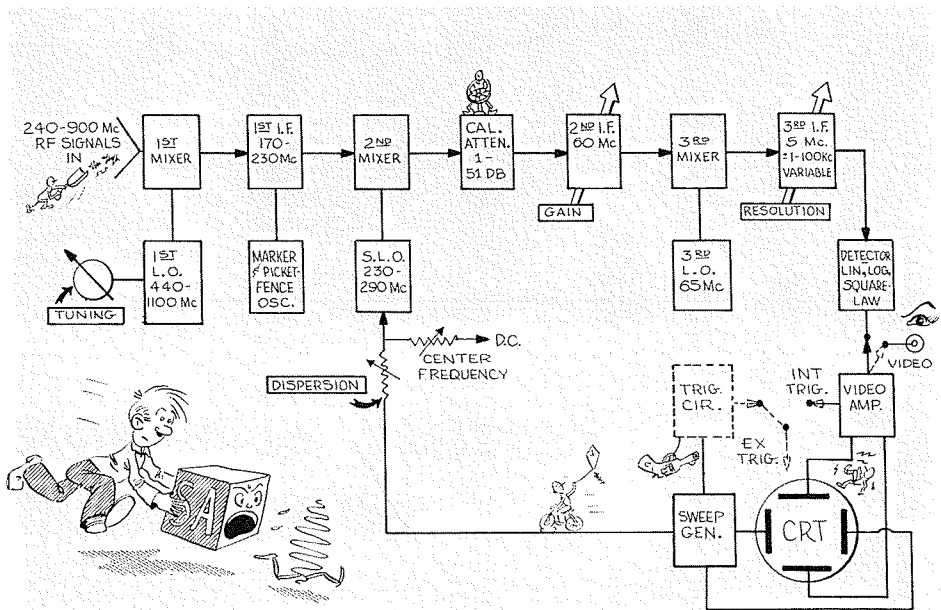 240-900 Mc
RF SIGNALS
IN
1ST
MIXER
1ST I.F.
170-
230 Mc
2ND
MIXER
CAL.
ATTEN.
1-
51 DB
2ND I.F.
60 Mc
GAIN
3RD
MIXER
3RD I.F.
5 Mc.
±1-100KC
VARIABLE
RESOLUTION
TUNING
1ST
L.O.
440-
1100 Mc
MARKER
& PICKET-
FENCE
OSC.
S.L.O.
230-
290 Mc
3RD
L.O.
65 Mc
DETECTOR
LIN, LOG,
SQUARE-
LAW
VIDEO
D.C.
CENTER
FREQUENCY
DISPERSION
TRIG.
CIR.
INT
TRIG.
VIDEO
AMP.
EX
TRIG.
SA
SWEEP
GEN.
CRT